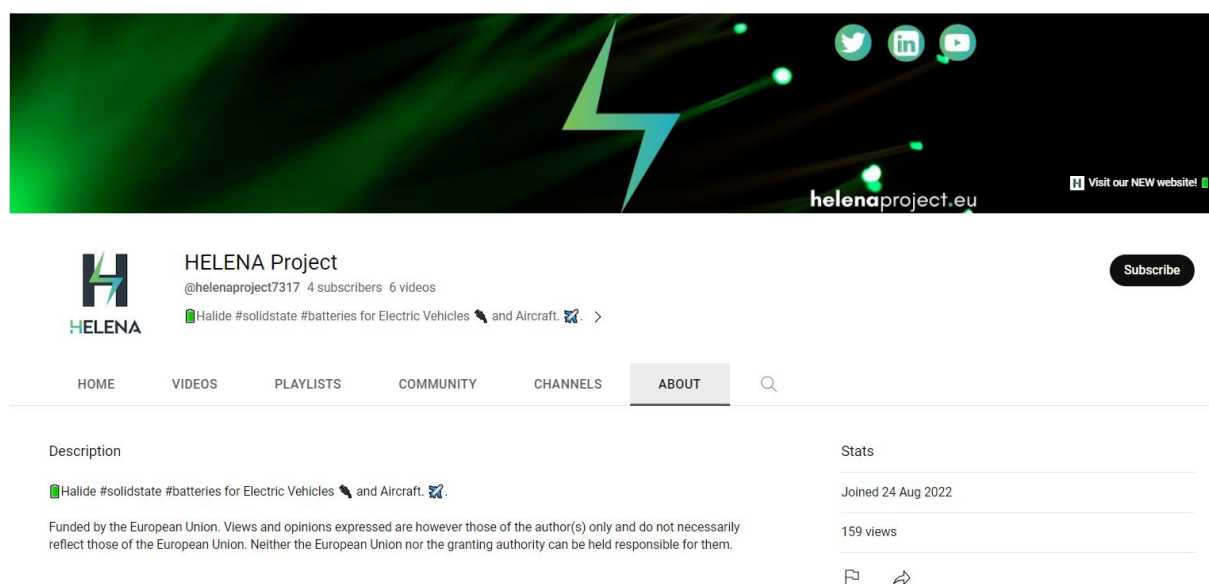 in
helenaproject.eu
H Visit our NEW website!
HELENA
HELENA Project
@helenaproject7317 4 subscribers 6 videos
Halide #solidstate #batteries for Electric Vehicles and Aircraft. .
Subscribe
HOME VIDEOS PLAYLISTS COMMUNITY CHANNELS ABOUT
Description
Halide #solidstate #batteries for Electric Vehicles and Aircraft. .
Funded by the European Union. Views and opinions expressed are however those of the author(s) only and do not necessarily
reflect those of the European Union. Neither the European Union nor the granting authority can be held responsible for them.
Stats
Joined 24 Aug 2022
159 views